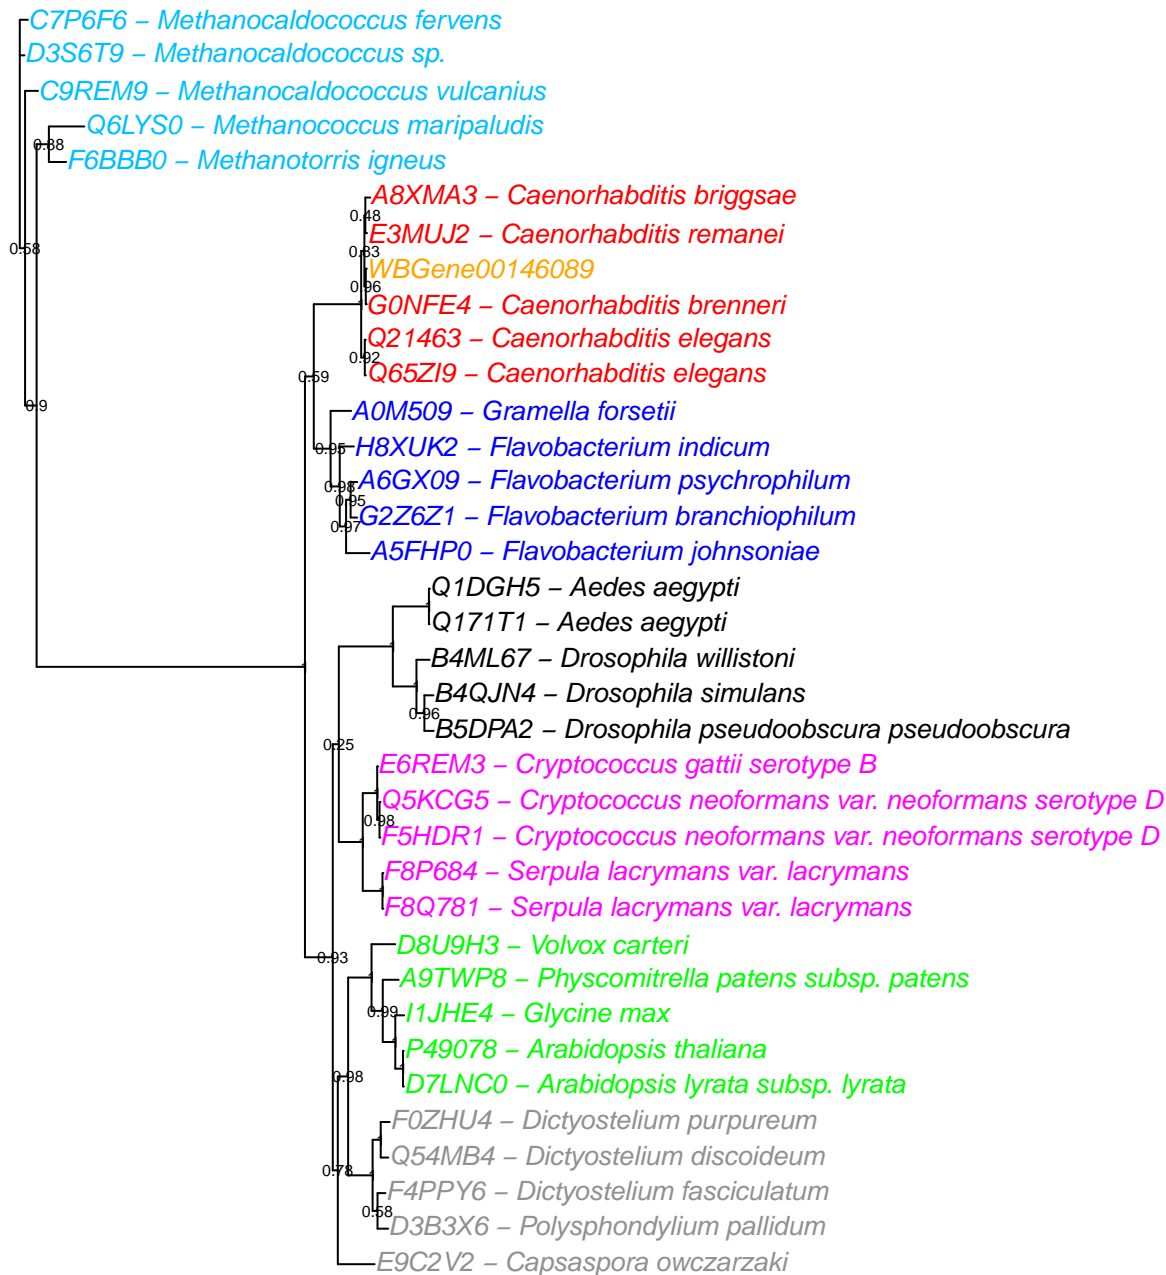 C7P6F6 – Methanocaldococcus fervens
D3S6T9 – Methanocaldococcus sp.
C9REM9 – Methanocaldococcus vulcanius
Q6LYS0 – Methanococcus maripaludis
0.88
F6BBB0 – Methanotorris igneus
A8XMA3 – Caenorhabditis briggsae
0.48
E3MUJ2 – Caenorhabditis remanei
0.58
0.83
WBGene00146089
0.96
G0NFE4 – Caenorhabditis brenneri
Q21463 – Caenorhabditis elegans
0.92
Q65ZI9 – Caenorhabditis elegans
0.59
0.9
A0M509 – Gramella forsetii
0.95
H8XUK2 – Flavobacterium indicum
A6GX09 – Flavobacterium psychrophilum
0.98
0.95
G2Z6Z1 – Flavobacterium branchiophilum
0.97
A5FHP0 – Flavobacterium johnsoniae
Q1DGH5 – Aedes aegypti
Q171T1 – Aedes aegypti
B4ML67 – Drosophila willistoni
B4QJN4 – Drosophila simulans
0.96
B5DPA2 – Drosophila pseudoobscura pseudoobscura
0.25
E6REM3 – Cryptococcus gattii serotype B
Q5KCG5 – Cryptococcus neoformans var. neoformans serotype D
0.98
F5HDR1 – Cryptococcus neoformans var. neoformans serotype D
F8P684 – Serpula lacrymans var. lacrymans
F8Q781 – Serpula lacrymans var. lacrymans
D8U9H3 – Volvox carteri
0.93
A9TWP8 – Physcomitrella patens subsp. patens
0.99
I1JHE4 – Glycine max
P49078 – Arabidopsis thaliana
0.98
D7LNC0 – Arabidopsis lyrata subsp. lyrata
F0ZHU4 – Dictyostelium purpureum
Q54MB4 – Dictyostelium discoideum
0.78
F4PPY6 – Dictyostelium fasciculatum
0.58
D3B3X6 – Polysphondylium pallidum
E9C2V2 – Capsaspora owczarzaki